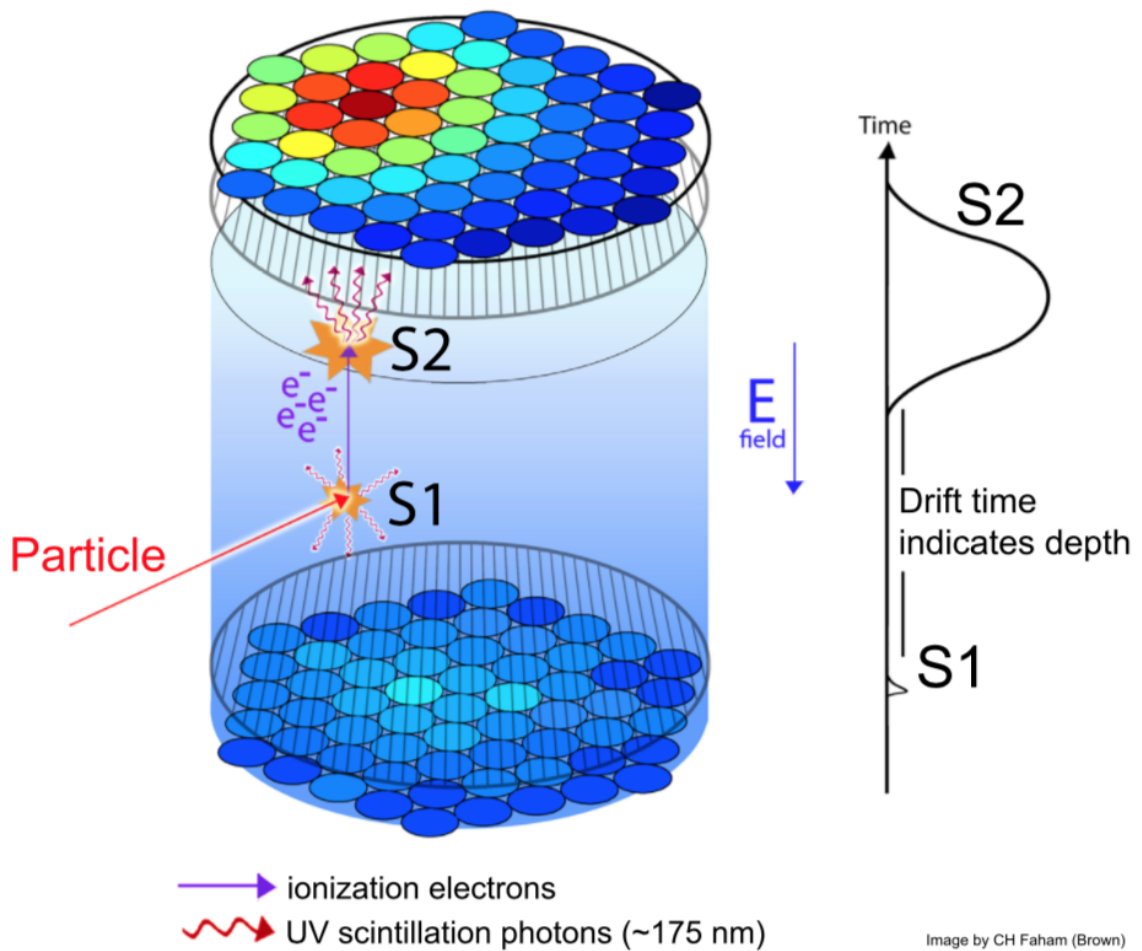 Time
S2
S2
e-
e-
e-
e-
E
field
S1
Drift time
indicates depth
Particle
S1
ionization electrons
UV scintillation photons (~175 nm)
Image by CH Faham (Brown)